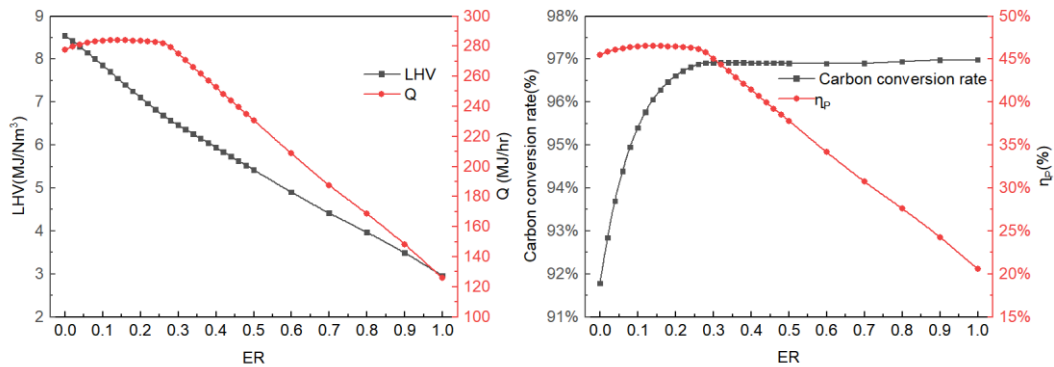 9
8
7
6
5
4
3
2
LHV(MJ/Nm³)
0.0 0.1 0.2 0.3 0.4 0.5 0.6 0.7 0.8 0.9 1.0
ER
LHV
Q
300
280
260
240
220
200
180
160
140
120
100
Q (MJ/hr)
98%
97%
96%
95%
94%
93%
92%
91%
Carbon conversion rate(%)
0.0 0.1 0.2 0.3 0.4 0.5 0.6 0.7 0.8 0.9 1.0
ER
Carbon conversion rate
ηP
50%
45%
40%
35%
30%
25%
20%
15%
ηP(%)